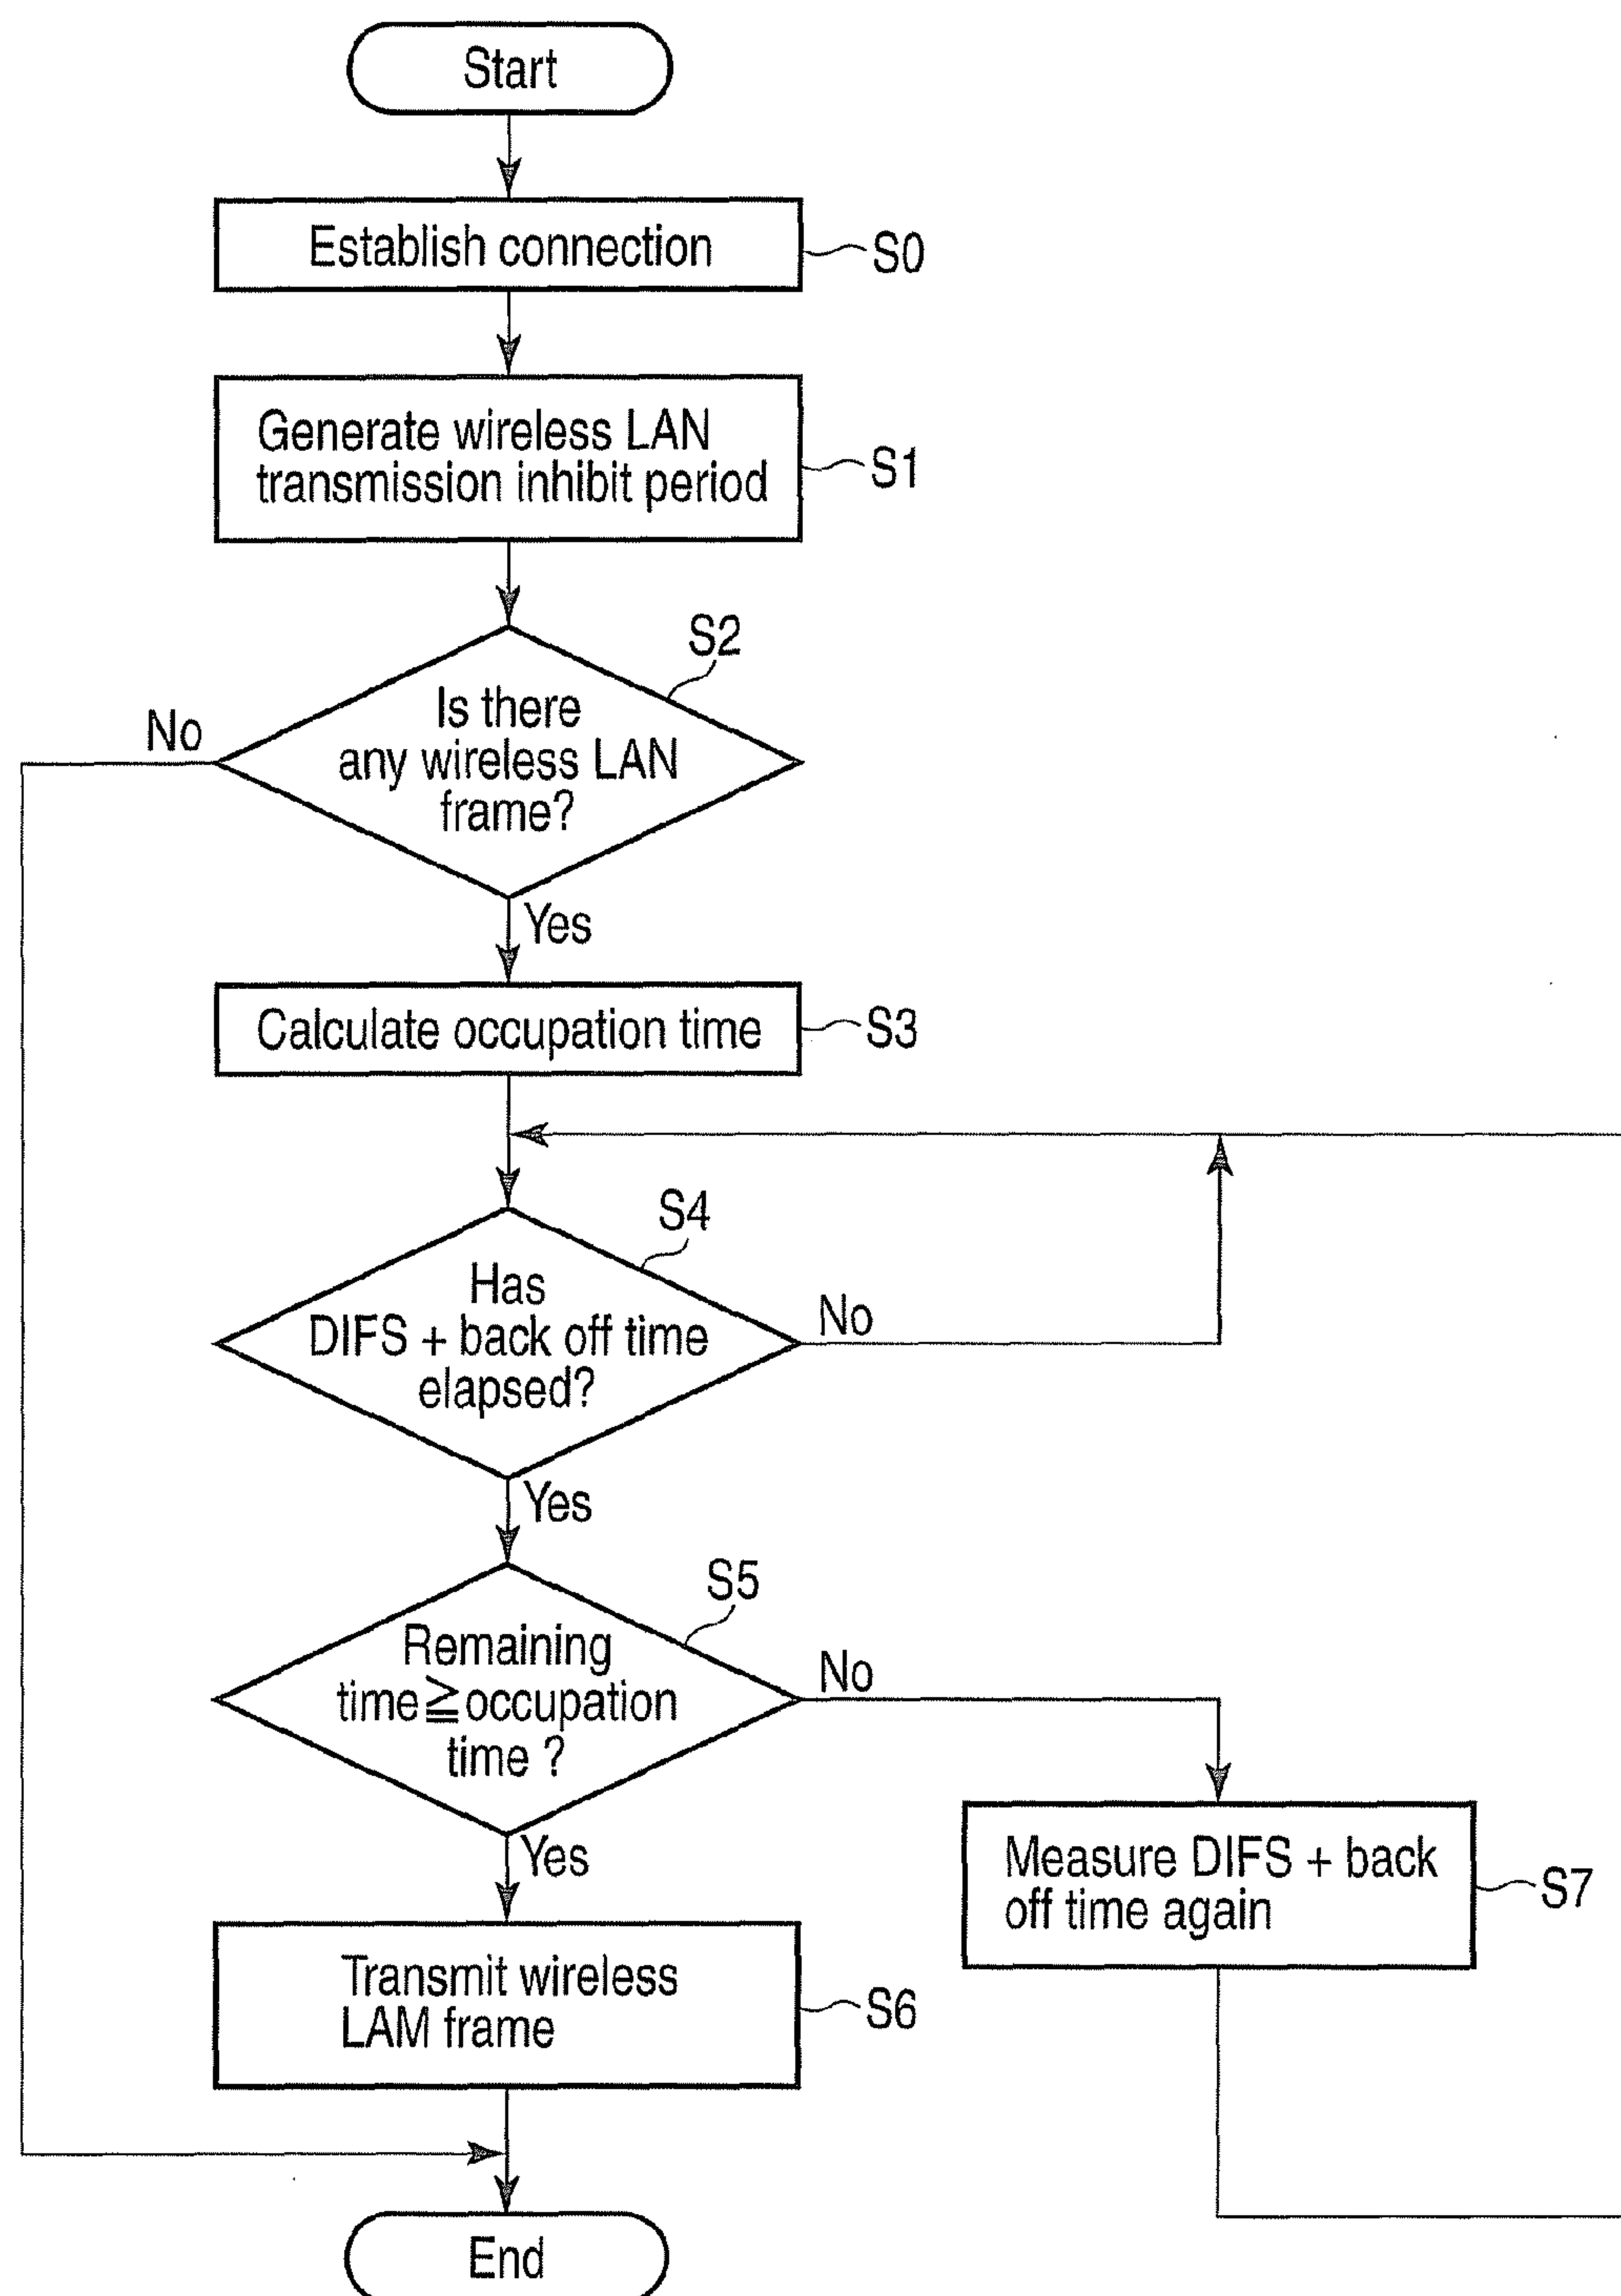 Start
Establish connection
S0
Generate wireless LAN
transmission inhibit period
S1
S2
Is there
any wireless LAN
frame?
No
Yes
Calculate occupation time
S3
S4
Has
DIFS + back off time
elapsed?
No
Yes
S5
Remaining
time≧occupation
time ?
No
Yes
Measure DIFS + back
off time again
S7
Transmit wireless
LAM frame
S6
End